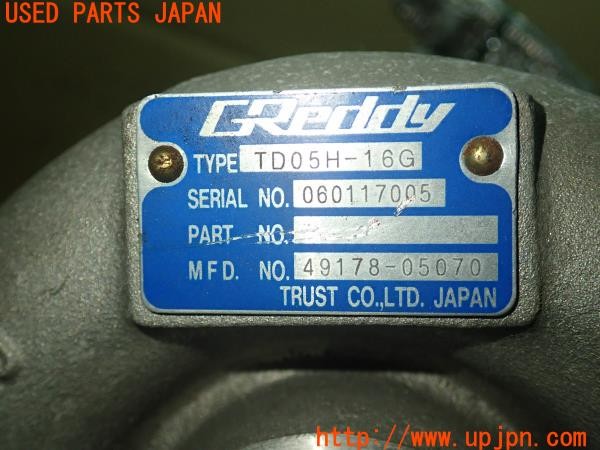 USED PARTS JAPAN
GReddy
TYPE TD05H-16G
SERIAL NO. 060117005
PART NO.
MFD. NO. 49178-05070
TRUST CO.,LTD. JAPAN
http://www.upjpn.com/